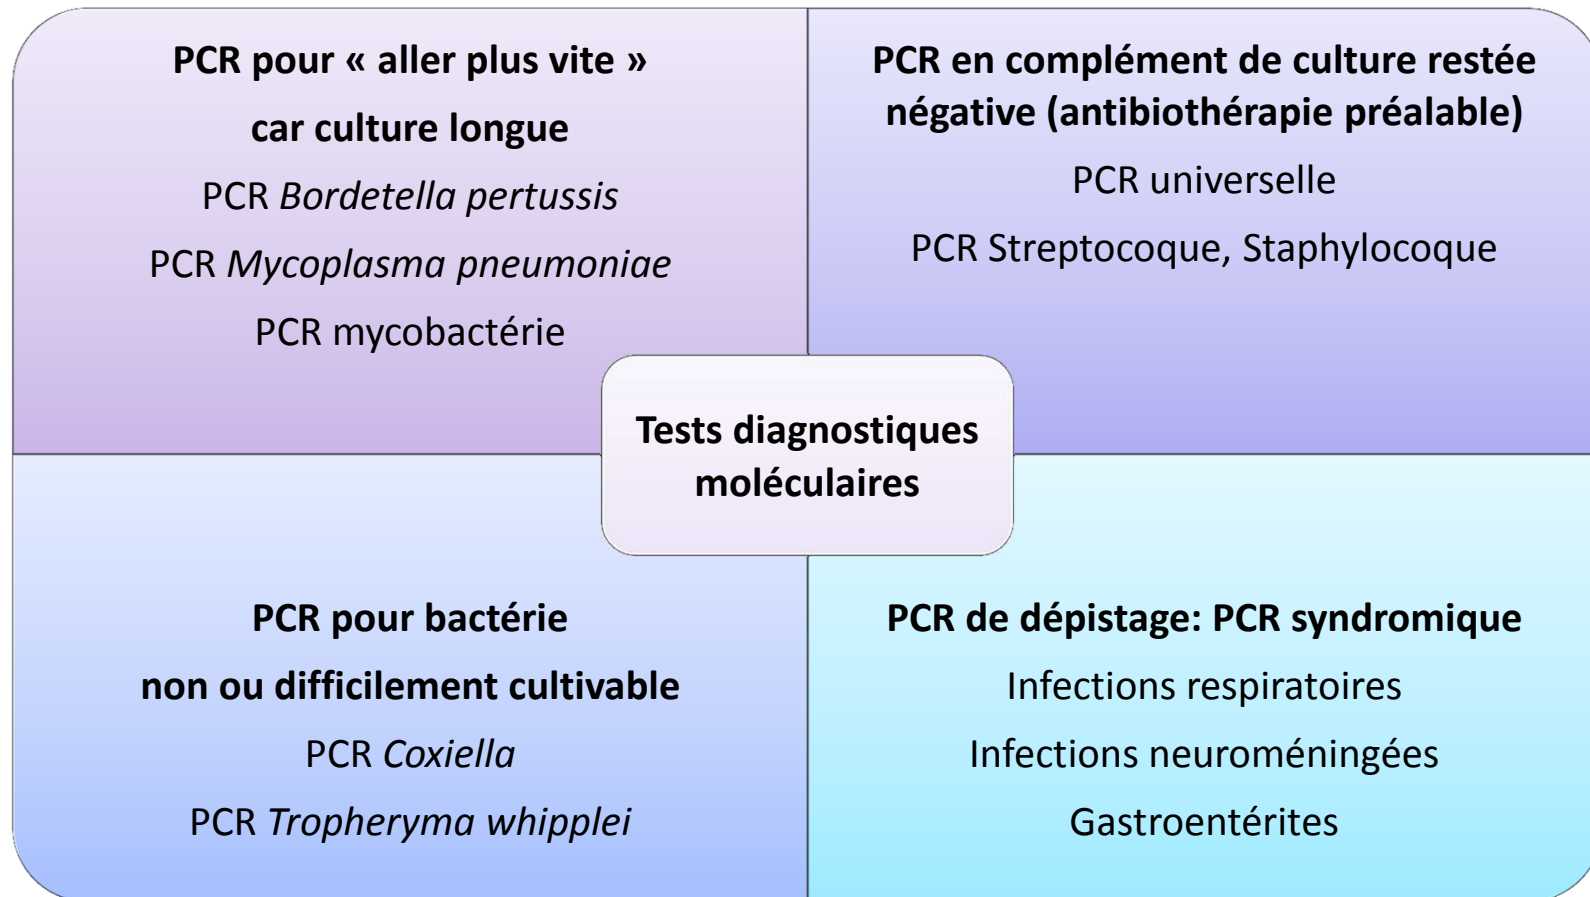 PCR pour « aller plus vite »
car culture longue
PCR Bordetella pertussis
PCR Mycoplasma pneumoniae
PCR mycobactérie
PCR en complément de culture restée
négative (antibiothérapie préalable)
PCR universelle
PCR Streptocoque, Staphylocoque
Tests diagnostiques
moléculaires
PCR pour bactérie
non ou difficilement cultivable
PCR Coxiella
PCR Tropheryma whipplei
PCR de dépistage: PCR syndromique
Infections respiratoires
Infections neuroméningées
Gastroentérites